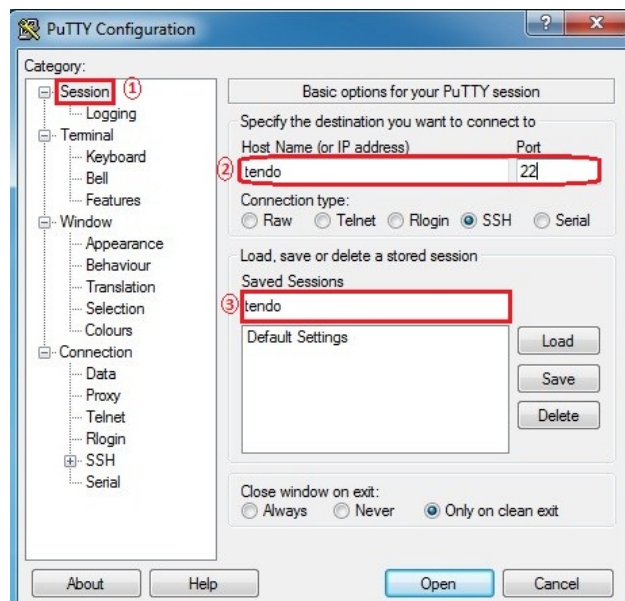 PuTTY Configuration
?
X
Category:
Session
1
Logging
Terminal
Keyboard
Bell
Features
Window
Appearance
Behaviour
Translation
Selection
Colours
Connection
Data
Proxy
Telnet
Rlogin
SSH
Serial
Basic options for your PuTTY session
Specify the destination you want to connect to
Host Name (or IP address) Port
2 tendo 22
Connection type:
Raw Telnet Rlogin SSH Serial
Load, save or delete a stored session
Saved Sessions
3 tendo
Default Settings
Load
Save
Delete
Close window on exit:
Always Never Only on clean exit
About Help Open Cancel